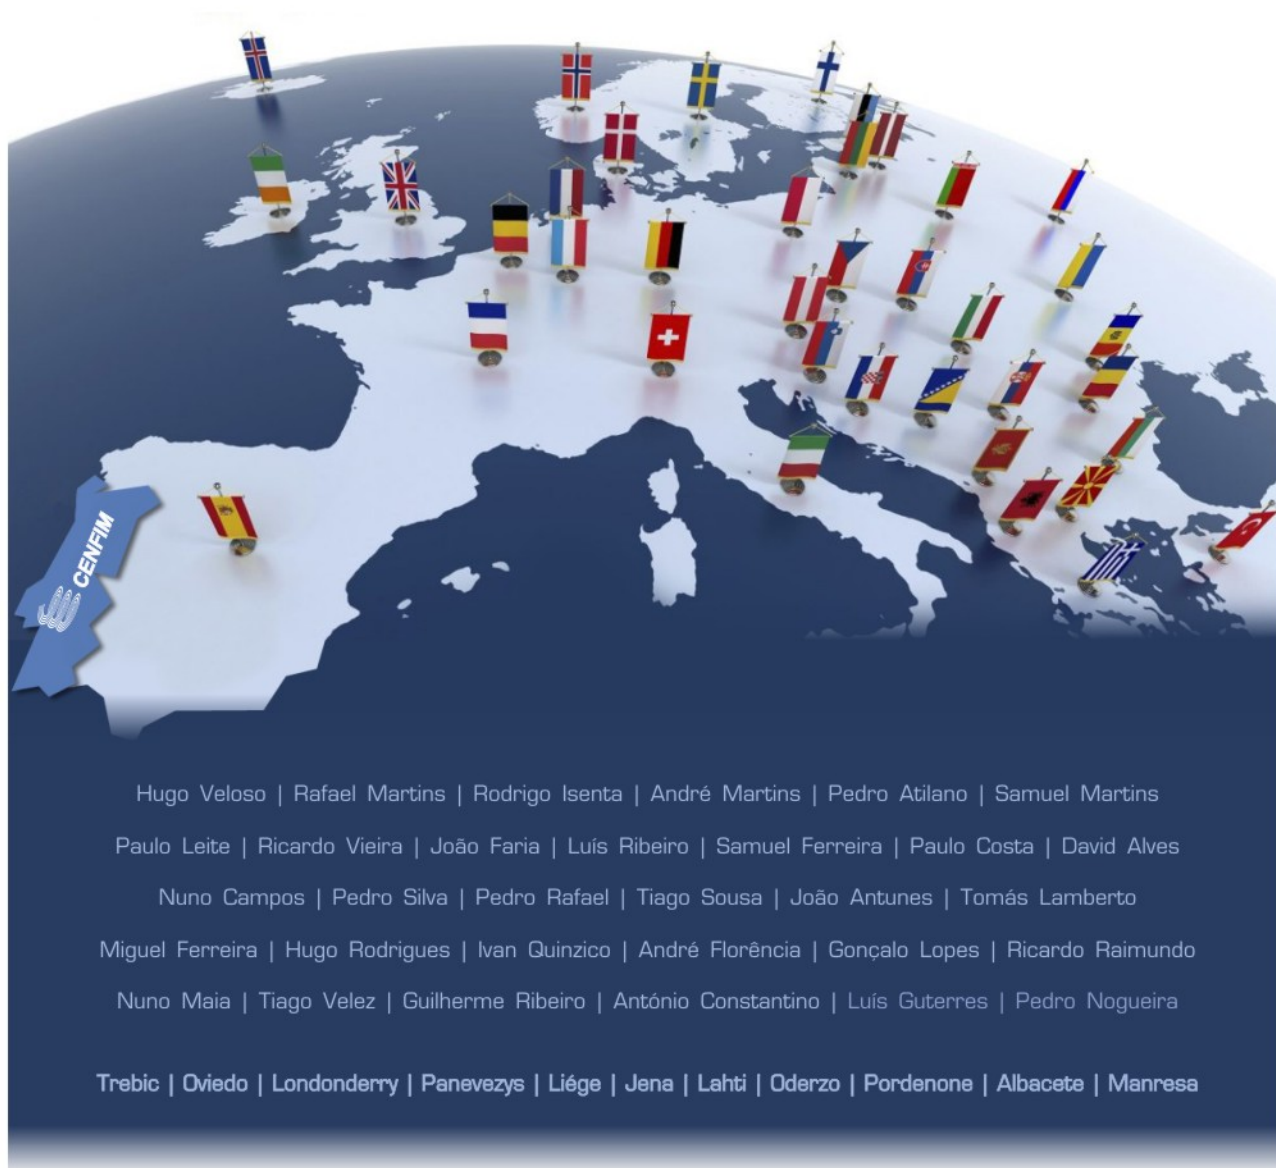 CENFIM
Hugo Veloso | Rafael Martins | Rodrigo Isenta | André Martins | Pedro Atilano | Samuel Martins
Paulo Leite | Ricardo Vieira | João Faria | Luís Ribeiro | Samuel Ferreira | Paulo Costa | David Alves
Nuno Campos | Pedro Silva | Pedro Rafael | Tiago Sousa | João Antunes | Tomás Lamberto
Miguel Ferreira | Hugo Rodrigues | Ivan Quinzico | André Florência | Gonçalo Lopes | Ricardo Raimundo
Nuno Maia | Tiago Velez | Guilherme Ribeiro | António Constantino | Luís Guterres | Pedro Nogueira
Trebic | Oviedo | Londonderry | Panevezys | Liége | Jena | Lahti | Oderzo | Pordenone | Albacete | Manresa